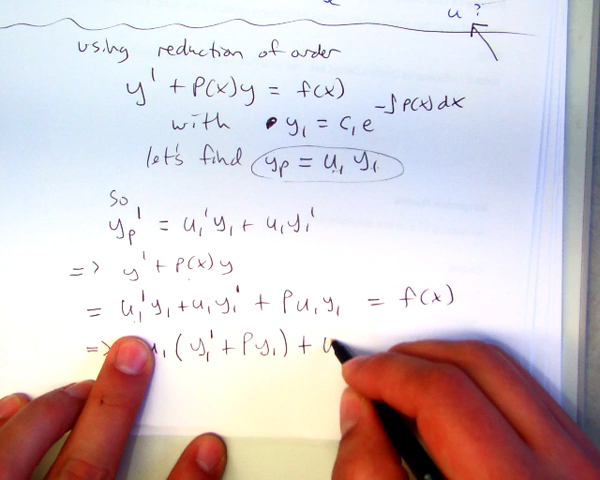 u ?
using reduction of order
y' + P(x)y = f(x)
with y₁ = c₁e^{-∫P(x)dx}
let's find y_p = u₁ y₁
so
y_p' = u₁'y₁ + u₁y₁'
=> y' + P(x)y
= u₁'y₁ + u₁y₁' + Pu₁y₁ = f(x)
=> u₁(y₁' + Py₁) + u